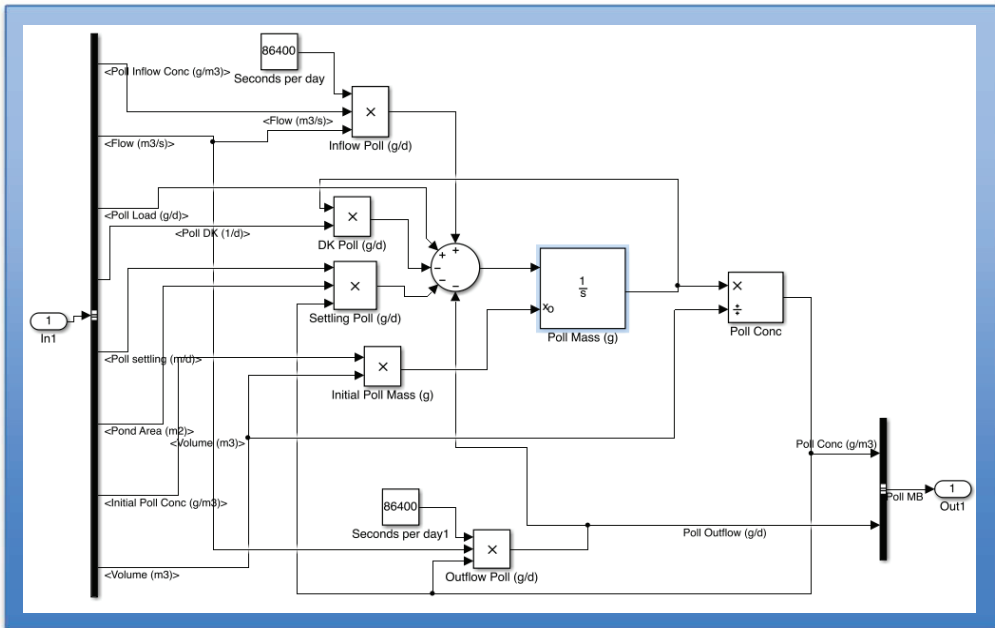 86400
Seconds per day
<Poll Inflow Conc (g/m3)>
<Flow (m3/s)>
×
Inflow Poll (g/d)
<Flow (m3/s)>
<Poll Load (g/d)>
<Poll DK (1/d)>
×
DK Poll (g/d)
+
+
−
−
−
×
Settling Poll (g/d)
1
s
xo
Poll Mass (g)
×
÷
Poll Conc
1
In1
<Poll settling (m/d)>
×
Initial Poll Mass (g)
<Pond Area (m2)>
<Volume (m3)>
Poll Conc (g/m3)
<Initial Poll Conc (g/m3)>
86400
Seconds per day1
Poll MB
1
Out1
Poll Outflow (g/d)
×
Outflow Poll (g/d)
<Volume (m3)>